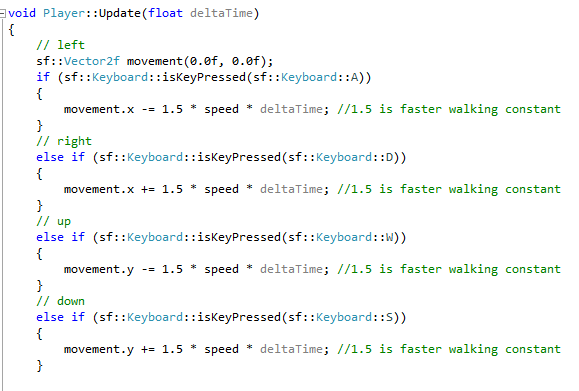 void Player::Update(float deltaTime)
{
// left
sf::Vector2f movement(0.0f, 0.0f);
if (sf::Keyboard::isKeyPressed(sf::Keyboard::A))
{
movement.x -= 1.5 * speed * deltaTime; //1.5 is faster walking constant
}
// right
else if (sf::Keyboard::isKeyPressed(sf::Keyboard::D))
{
movement.x += 1.5 * speed * deltaTime; //1.5 is faster walking constant
}
// up
else if (sf::Keyboard::isKeyPressed(sf::Keyboard::W))
{
movement.y -= 1.5 * speed * deltaTime; //1.5 is faster walking constant
}
// down
else if (sf::Keyboard::isKeyPressed(sf::Keyboard::S))
{
movement.y += 1.5 * speed * deltaTime; //1.5 is faster walking constant
}